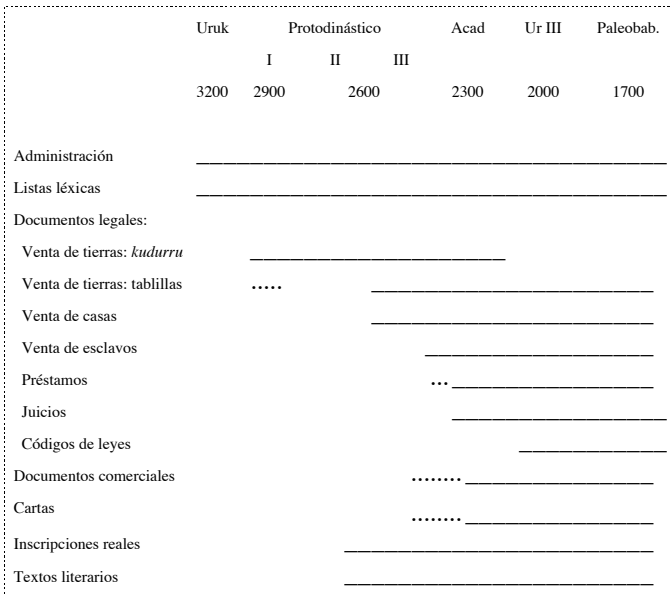 Uruk Protodinástico Acad Ur III Paleobab.
I II III
3200 2900 2600 2300 2000 1700
Administración
Listas léxicas
Documentos legales:
Venta de tierras: kudurru
Venta de tierras: tablillas
Venta de casas
Venta de esclavos
Préstamos
Juicios
Códigos de leyes
Documentos comerciales
Cartas
Inscripciones reales
Textos literarios